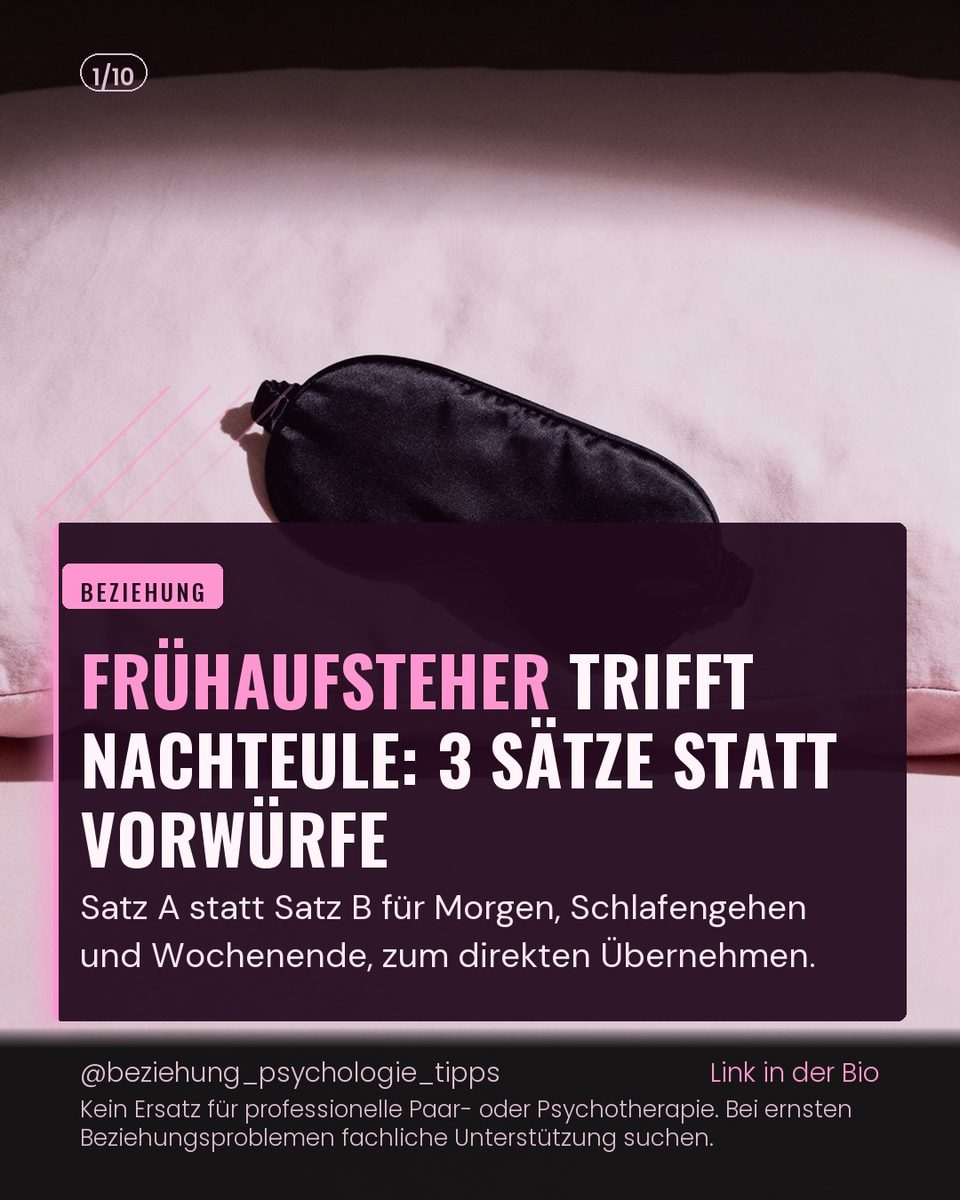 1/10
BEZIEHUNG
FRÜHAUFSTEHER TRIFFT
NACHTEULE: 3 SÄTZE STATT
VORWÜRFE
Satz A statt Satz B für Morgen, Schlafengehen
und Wochenende, zum direkten Übernehmen.
@beziehung_psychologie_tipps
Link in der Bio
Kein Ersatz für professionelle Paar- oder Psychotherapie. Bei ernsten
Beziehungsproblemen fachliche Unterstützung suchen.